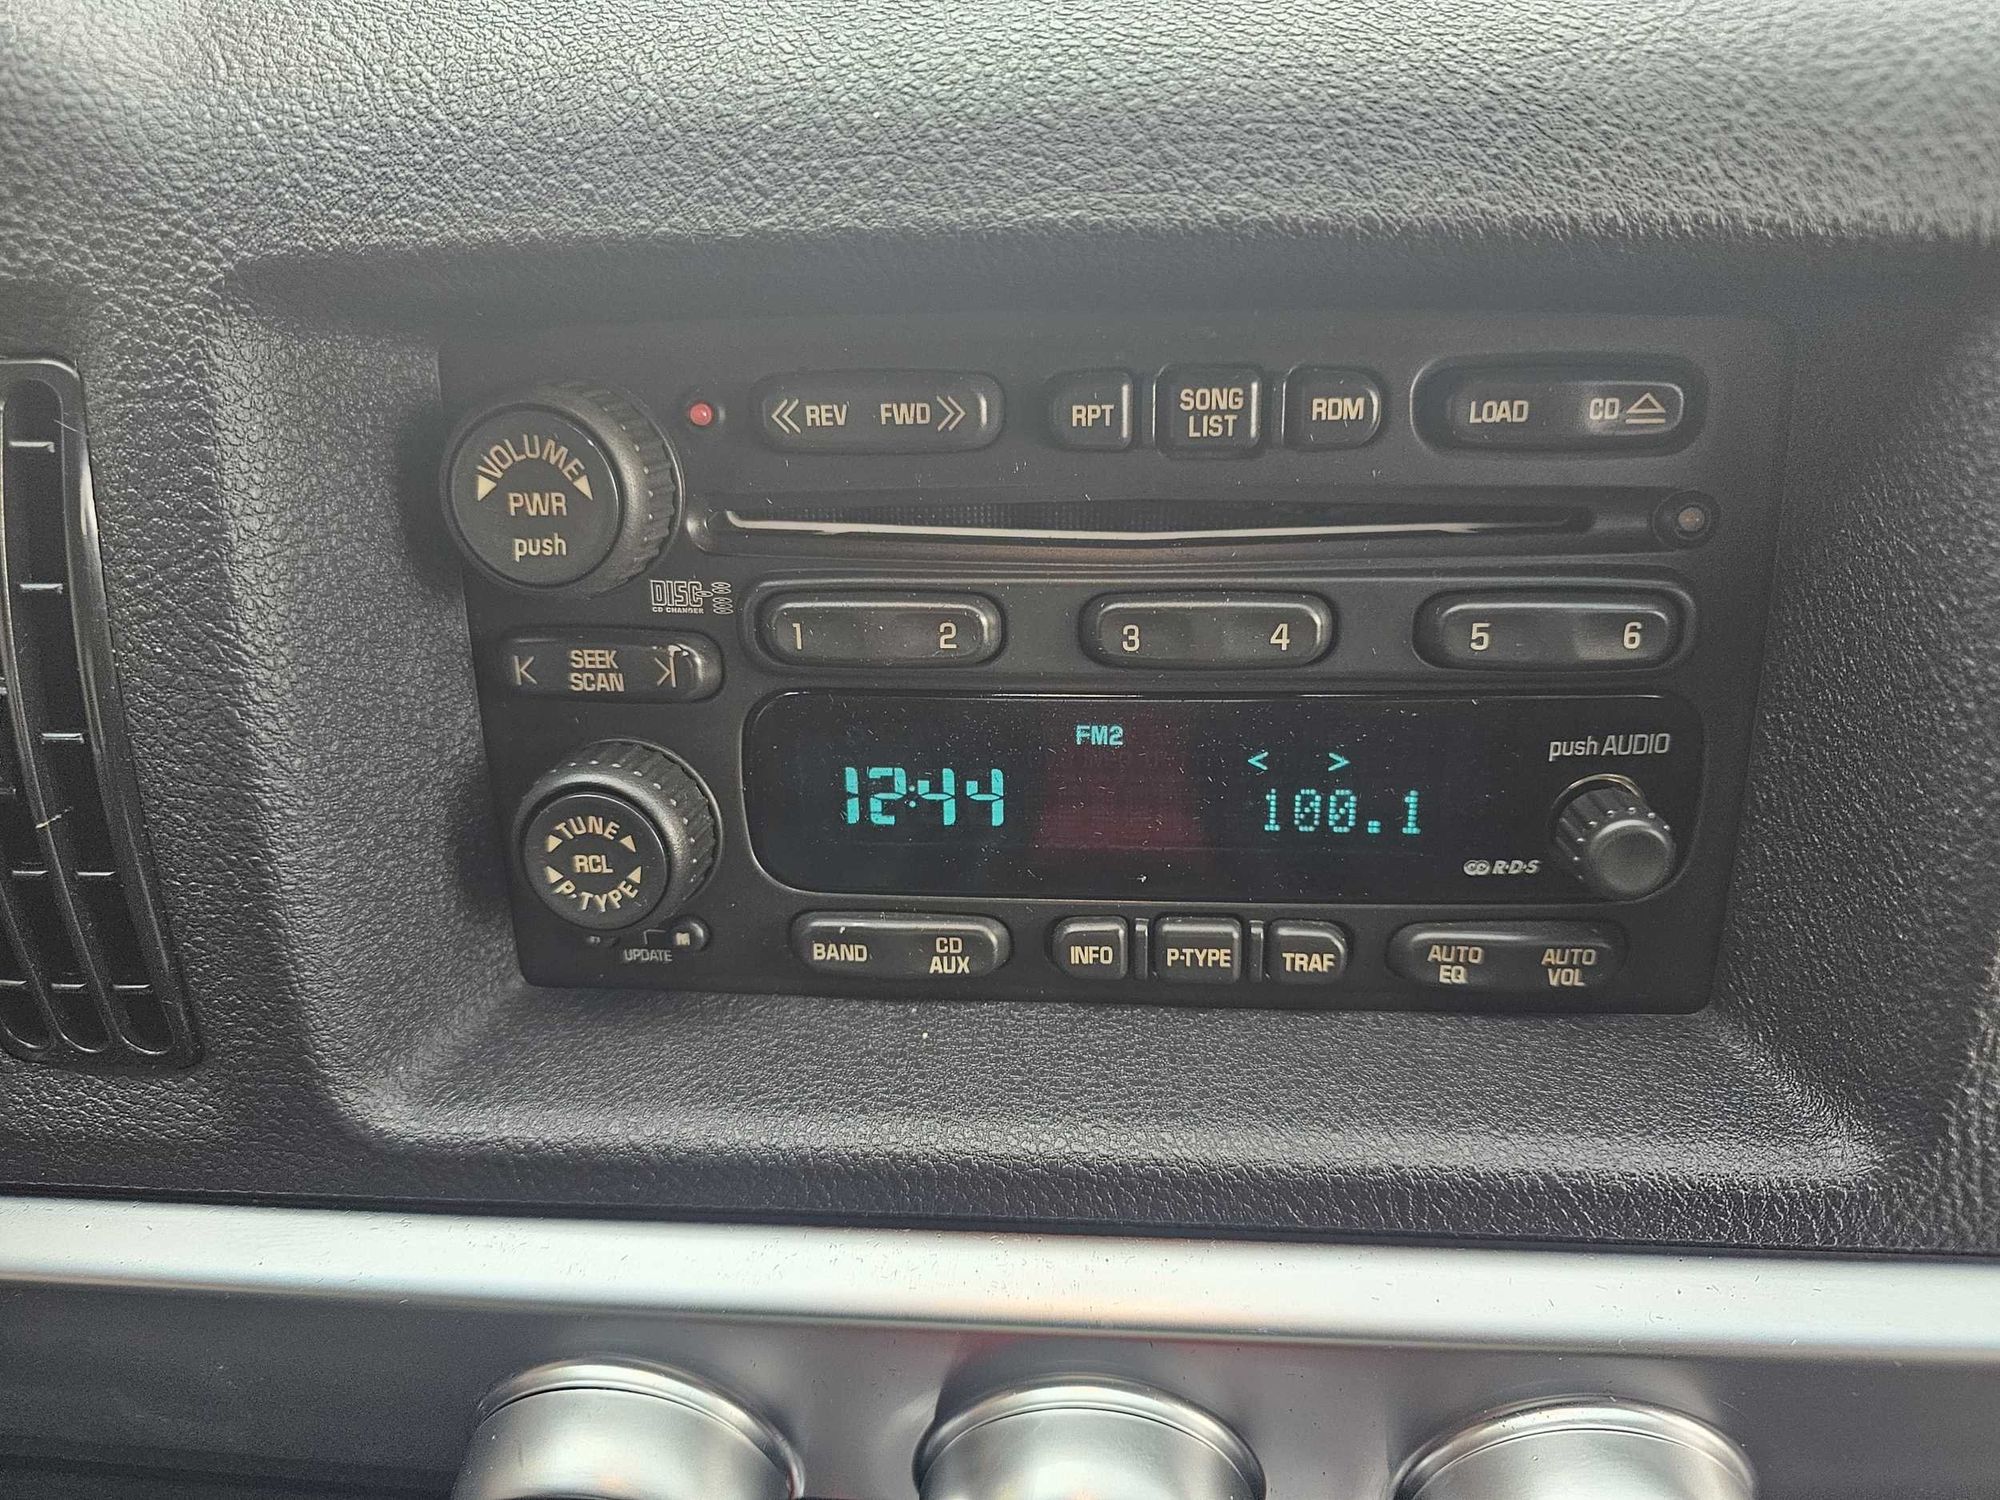 REV FWD
RPT
SONG
LIST
RDM
LOAD
CD
VOLUME
PWR
push
DISC
CD CHANGER
1 2
3 4
5 6
SEEK
SCAN
FM2
push AUDIO
12:44
< >
100.1
TUNE
RCL
P-TYPE
R·D·S
UPDATE
BAND
CD
AUX
INFO
P-TYPE
TRAF
AUTO
EQ
AUTO
VOL